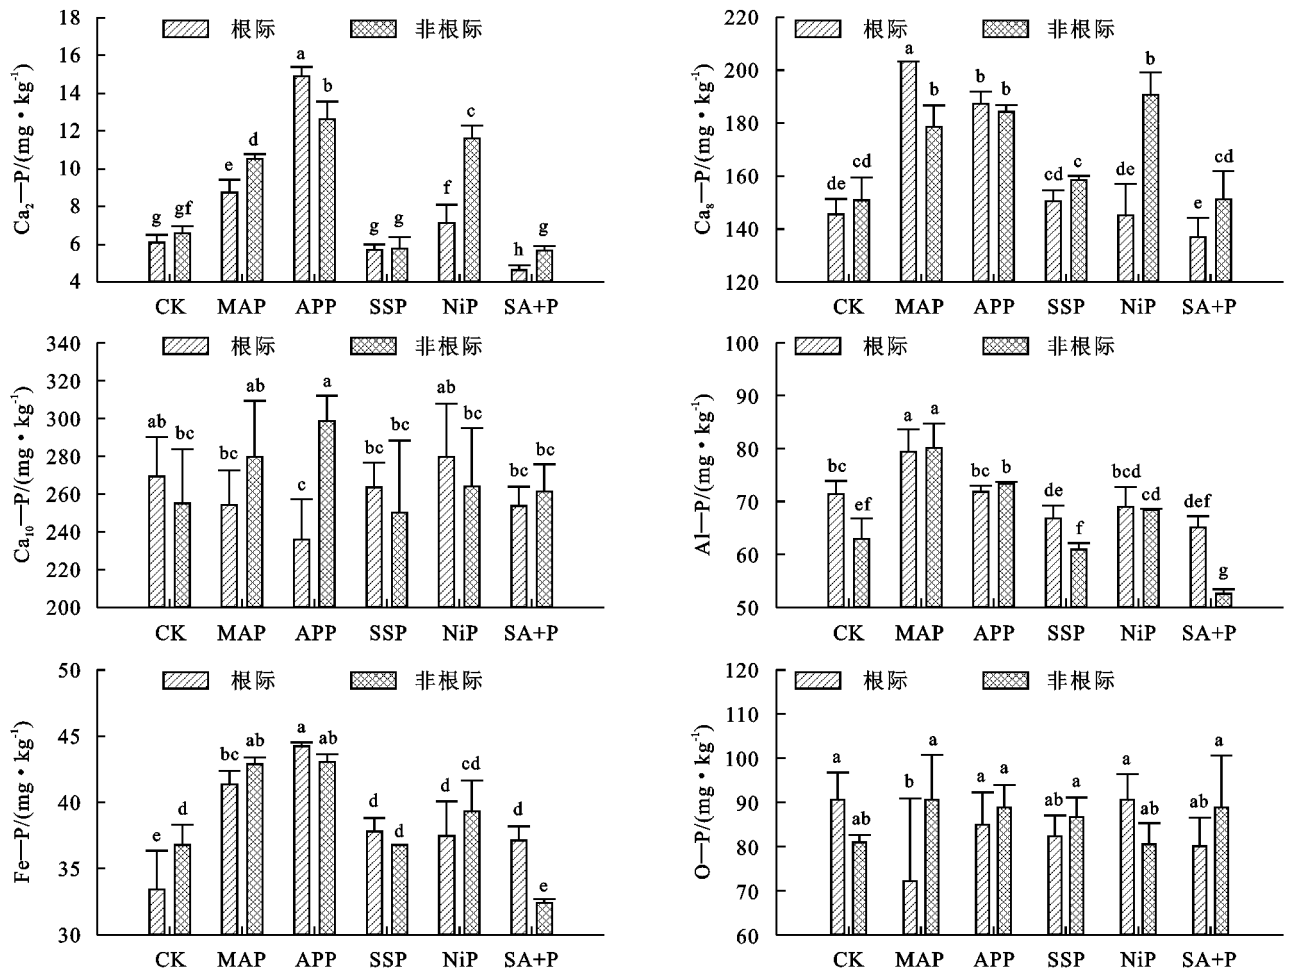 18 16 14 12 10 8 6 4
Ca₂—P/(mg•kg⁻¹)
根际 非根际
g gf e d a b g g f c h g
CK MAP APP SSP NiP SA+P
220 200 180 160 140 120
Ca₈—P/(mg•kg⁻¹)
根际 非根际
de cd a b b b cd c de b e cd
CK MAP APP SSP NiP SA+P
340 320 300 280 260 240 220 200
Ca₁₀—P/(mg•kg⁻¹)
根际 非根际
ab bc bc ab c a bc bc ab bc bc bc
CK MAP APP SSP NiP SA+P
100 90 80 70 60 50
Al—P/(mg•kg⁻¹)
根际 非根际
bc ef a a bc b de f bcd cd def g
CK MAP APP SSP NiP SA+P
50 45 40 35 30
Fe—P/(mg•kg⁻¹)
根际 非根际
e d bc ab a ab d d d cd d e
CK MAP APP SSP NiP SA+P
120 110 100 90 80 70 60
O—P/(mg•kg⁻¹)
根际 非根际
a ab b a a a ab a a ab ab a
CK MAP APP SSP NiP SA+P